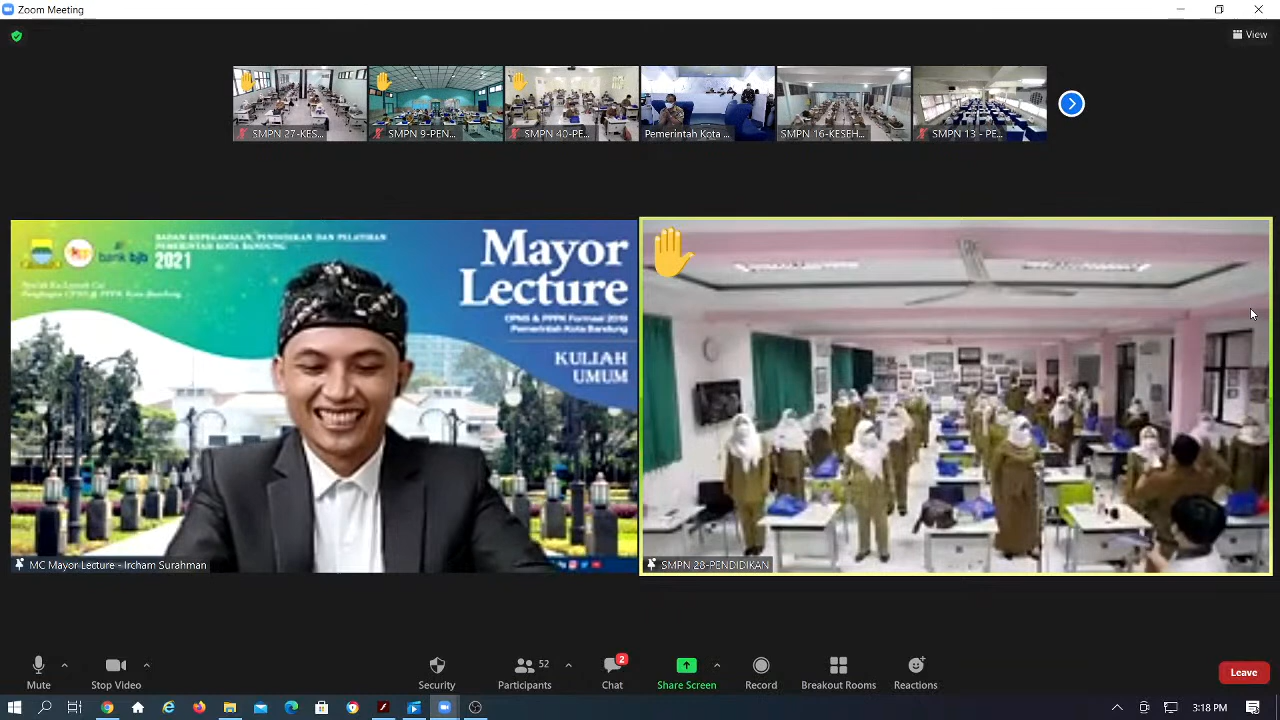 Zoom Meeting
View
SMPN 27-KES...
SMPN 9-PEN...
SMPN 40-PE...
Pemerintah Kota ...
SMPN 16-KESEH...
SMPN 13 - PE...
bank bjb
BADAN KEPEGAWAIAN, PENDIDIKAN DAN PELATIHAN
PEMERINTAH KOTA BANDUNG
2021
Mayor
Lecture
CPNS & PPPK Formasi 2019
Pemerintah Kota Bandung
KULIAH
UMUM
MC Mayor Lecture - Ircham Surahman
SMPN 28-PENDIDIKAN
Mute
Stop Video
Security
52
Participants
2
Chat
Share Screen
Record
Breakout Rooms
Reactions
Leave
3:18 PM